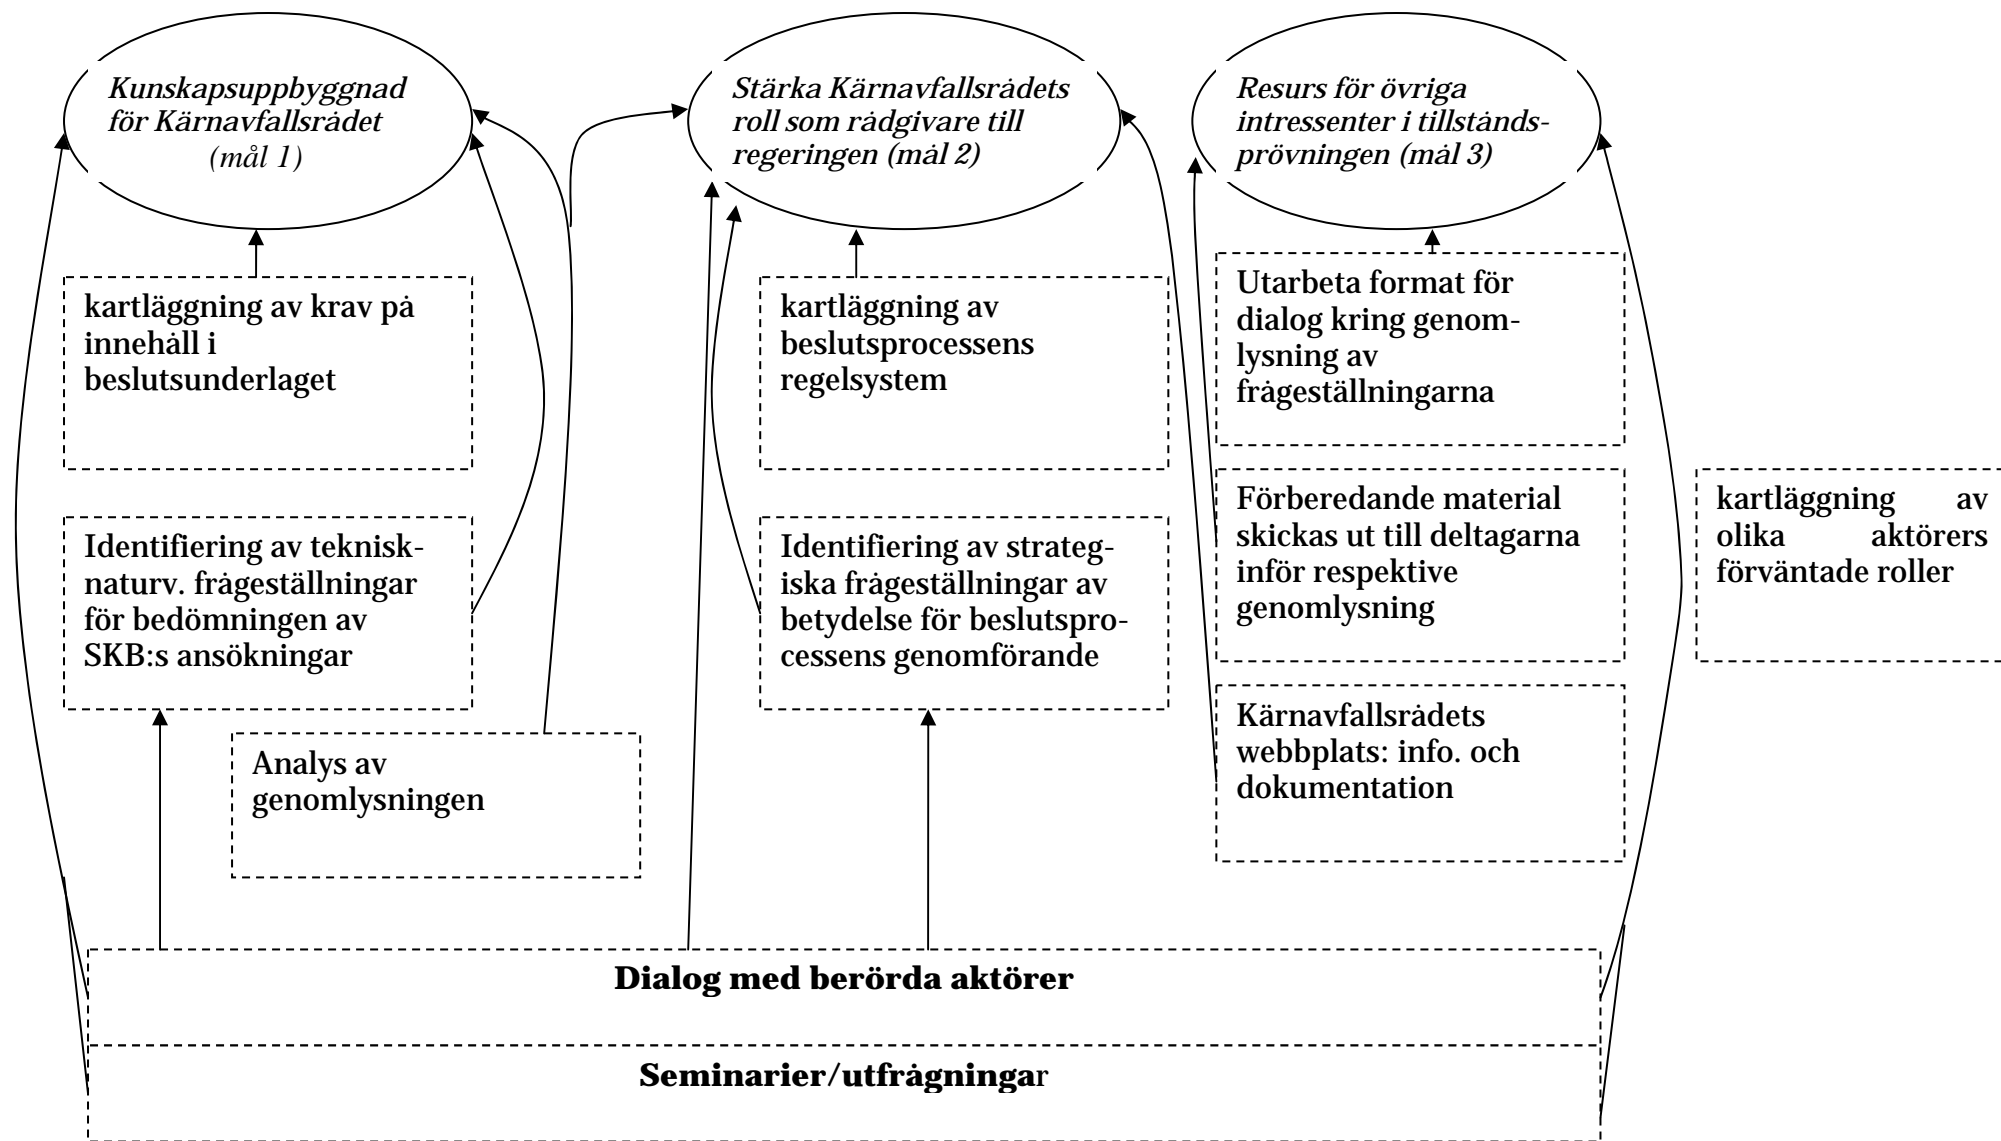 Kunskapsuppbyggnad
för Kärnavfallsrådet
(mål 1)
Stärka Kärnavfallsrådets
roll som rådgivare till
regeringen (mål 2)
Resurs för övriga
intressenter i tillstånds-
prövningen (mål 3)
kartläggning av krav på
innehåll i
beslutsunderlaget
kartläggning av
beslutsprocessens
regelsystem
Utarbeta format för
dialog kring genom-
lysning av
frågeställningarna
Identifiering av teknisk-
naturv. frågeställningar
för bedömningen av
SKB:s ansökningar
Identifiering av strateg-
iska frågeställningar av
betydelse för beslutspro-
cessens genomförande
Förberedande material
skickas ut till deltagarna
inför respektive
genomlysning
kartläggning av
olika aktörers
förväntade roller
Analys av
genomlysningen
Kärnavfallsrådets
webbplats: info. och
dokumentation
Dialog med berörda aktörer
Seminarier/utfrågningar